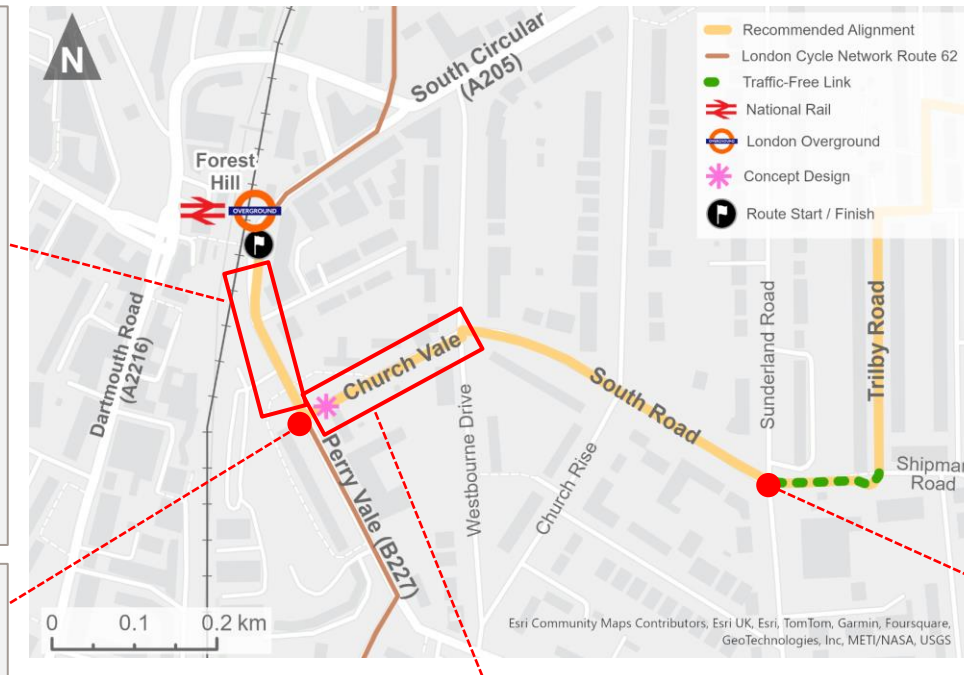 N
South Circular
(A205)
Recommended Alignment
London Cycle Network Route 62
Traffic-Free Link
National Rail
London Overground
Concept Design
Route Start / Finish
OVERGROUND
Forest
Hill
OVERGROUND
Dartmouth Road
(A2216)
Church Vale
Perry Vale (B227)
Westbourne Drive
Church Rise
South Road
Sunderland Road
Trilby Road
Shipman
Road
0 0.1 0.2 km
Esri Community Maps Contributors, Esri UK, Esri, TomTom, Garmin, Foursquare,
GeoTechnologies, Inc, METI/NASA, USGS